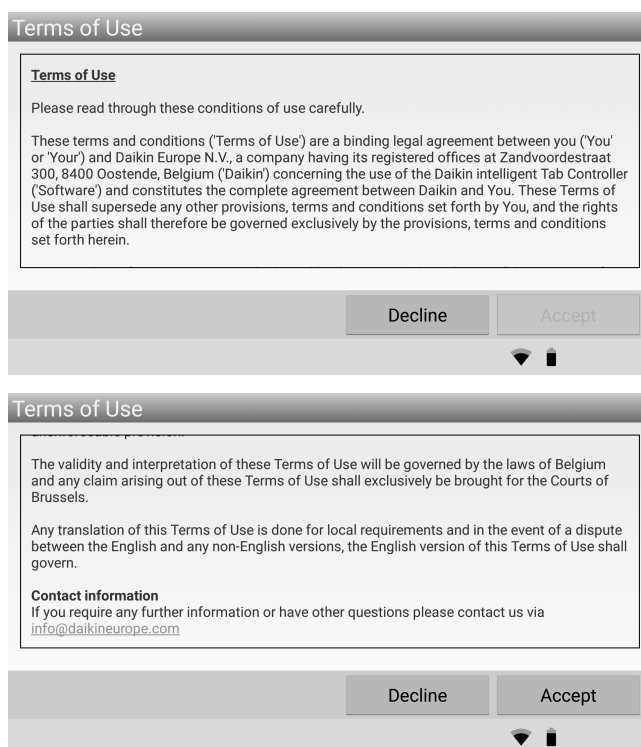 Terms of Use
Terms of Use
Please read through these conditions of use carefully.
These terms and conditions ('Terms of Use') are a binding legal agreement between you ('You'
or 'Your') and Daikin Europe N.V., a company having its registered offices at Zandvoordestraat
300, 8400 Oostende, Belgium ('Daikin') concerning the use of the Daikin intelligent Tab Controller
('Software') and constitutes the complete agreement between Daikin and You. These Terms of
Use shall supersede any other provisions, terms and conditions set forth by You, and the rights
of the parties shall therefore be governed exclusively by the provisions, terms and conditions
set forth herein.
Decline
Accept
Terms of Use
The validity and interpretation of these Terms of Use will be governed by the laws of Belgium
and any claim arising out of these Terms of Use shall exclusively be brought for the Courts of
Brussels.
Any translation of this Terms of Use is done for local requirements and in the event of a dispute
between the English and any non-English versions, the English version of this Terms of Use shall
govern.
Contact information
If you require any further information or have other questions please contact us via
info@daikineurope.com
Decline
Accept